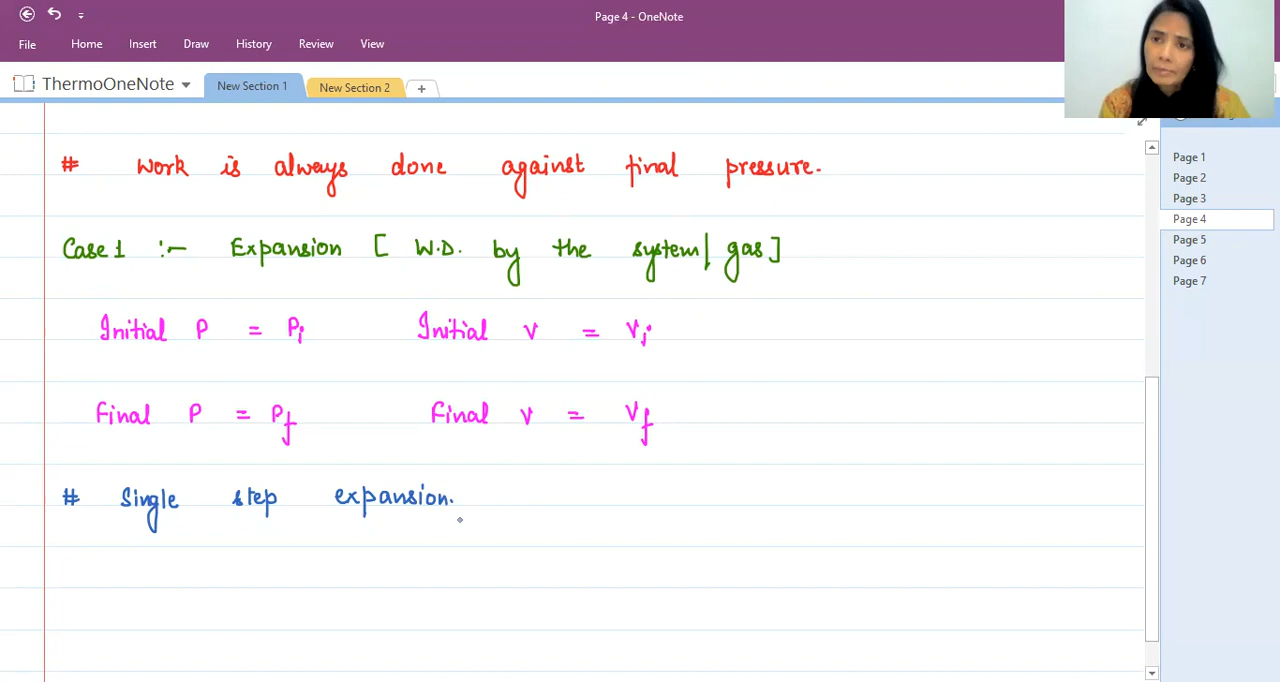 Page 4 - OneNote
File Home Insert Draw History Review View
ThermoOneNote New Section 1 New Section 2 +
# Work is always done against final pressure.
Case 1 :- Expansion [ W.D. by the system/ gas ]
Initial P = Pi Initial V = Vi
Final P = Pf Final V = Vf
# Single step expansion.
Page 1
Page 2
Page 3
Page 4
Page 5
Page 6
Page 7